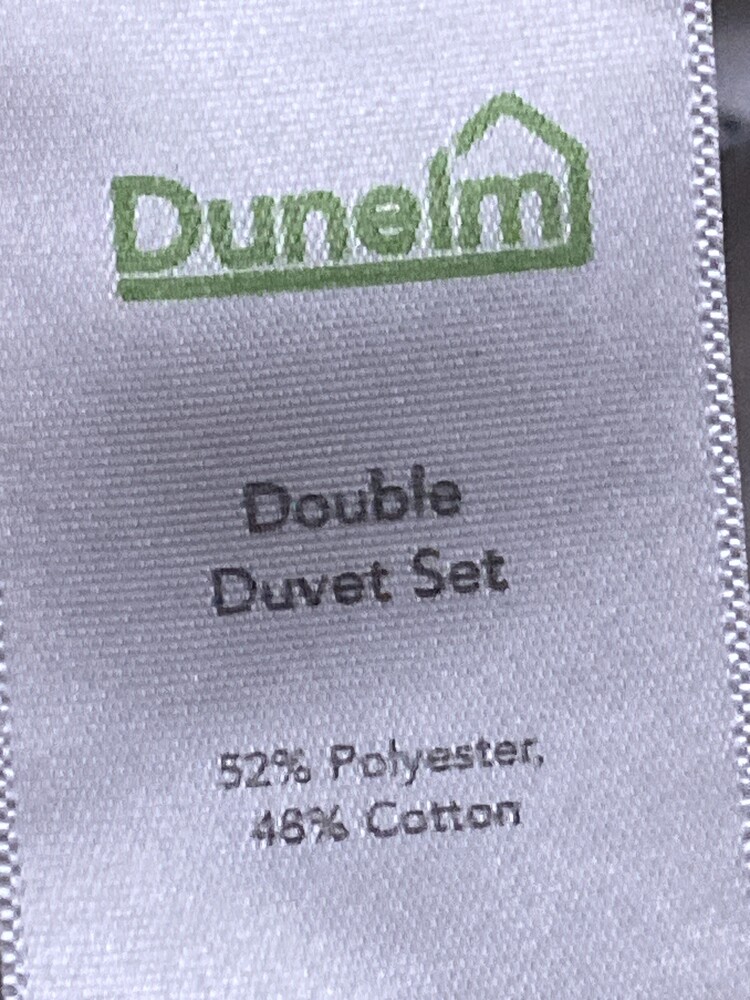 Dunelm
Double
Duvet Set
52% Polyester,
48% Cotton